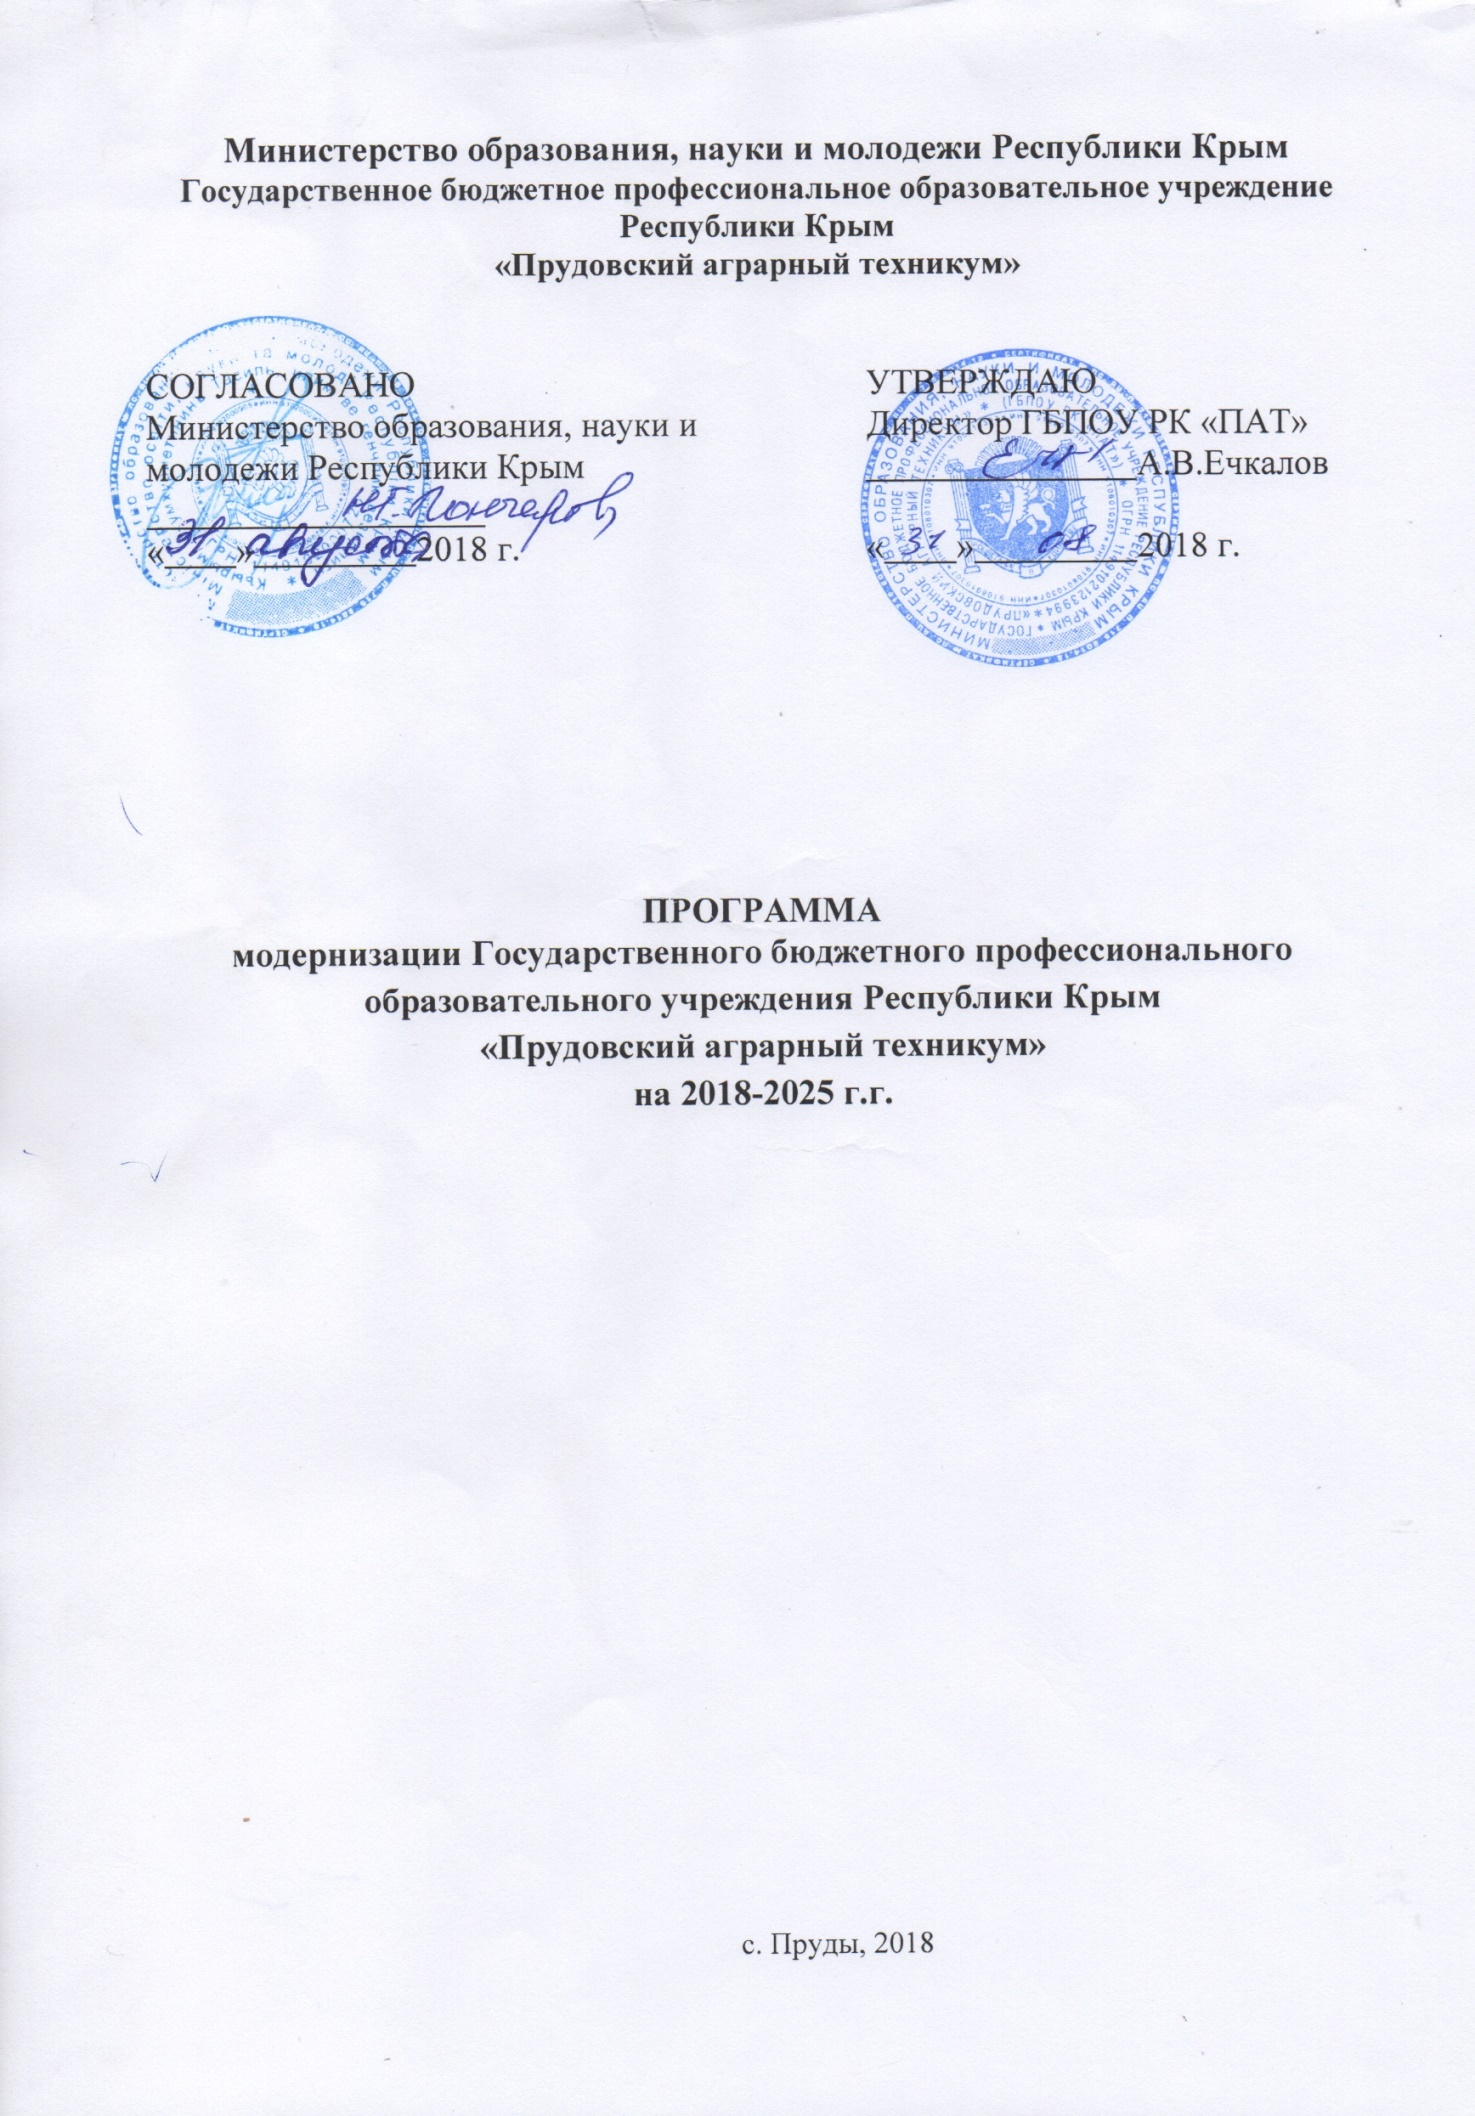 Министерство образования, науки и молодежи Республики Крым
Государственное бюджетное профессиональное образовательное учреждение
Республики Крым
«Прудовский аграрный техникум»
СОГЛАСОВАНО
Министерство образования, науки и
молодежи Республики Крым
«31» августа 2018 г.
УТВЕРЖДАЮ
Директор ГБПОУ РК «ПАТ»
А.В.Ечкалов
«31» 08 2018 г.
ПРОГРАММА
модернизации Государственного бюджетного профессионального
образовательного учреждения Республики Крым
«Прудовский аграрный техникум»
на 2018-2025 г.г.
с. Пруды, 2018